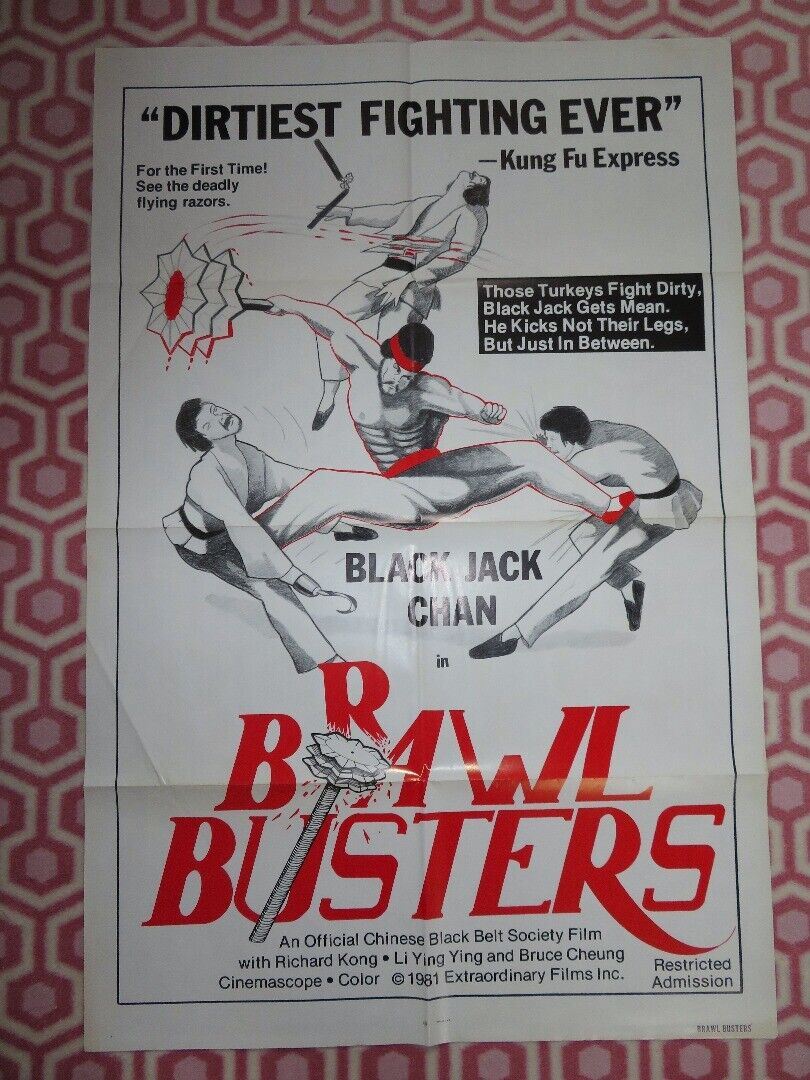 "DIRTIEST FIGHTING EVER"
—Kung Fu Express
For the First Time!
See the deadly
flying razors.
Those Turkeys Fight Dirty,
Black Jack Gets Mean.
He Kicks Not Their Legs,
But Just In Between.
BLACK JACK
CHAN
in
BRAWL
BUSTERS
An Official Chinese Black Belt Society Film
with Richard Kong • Li Ying Ying and Bruce Cheung
Cinemascope • Color © 1981 Extraordinary Films Inc.
Restricted
Admission
BRAWL BUSTERS